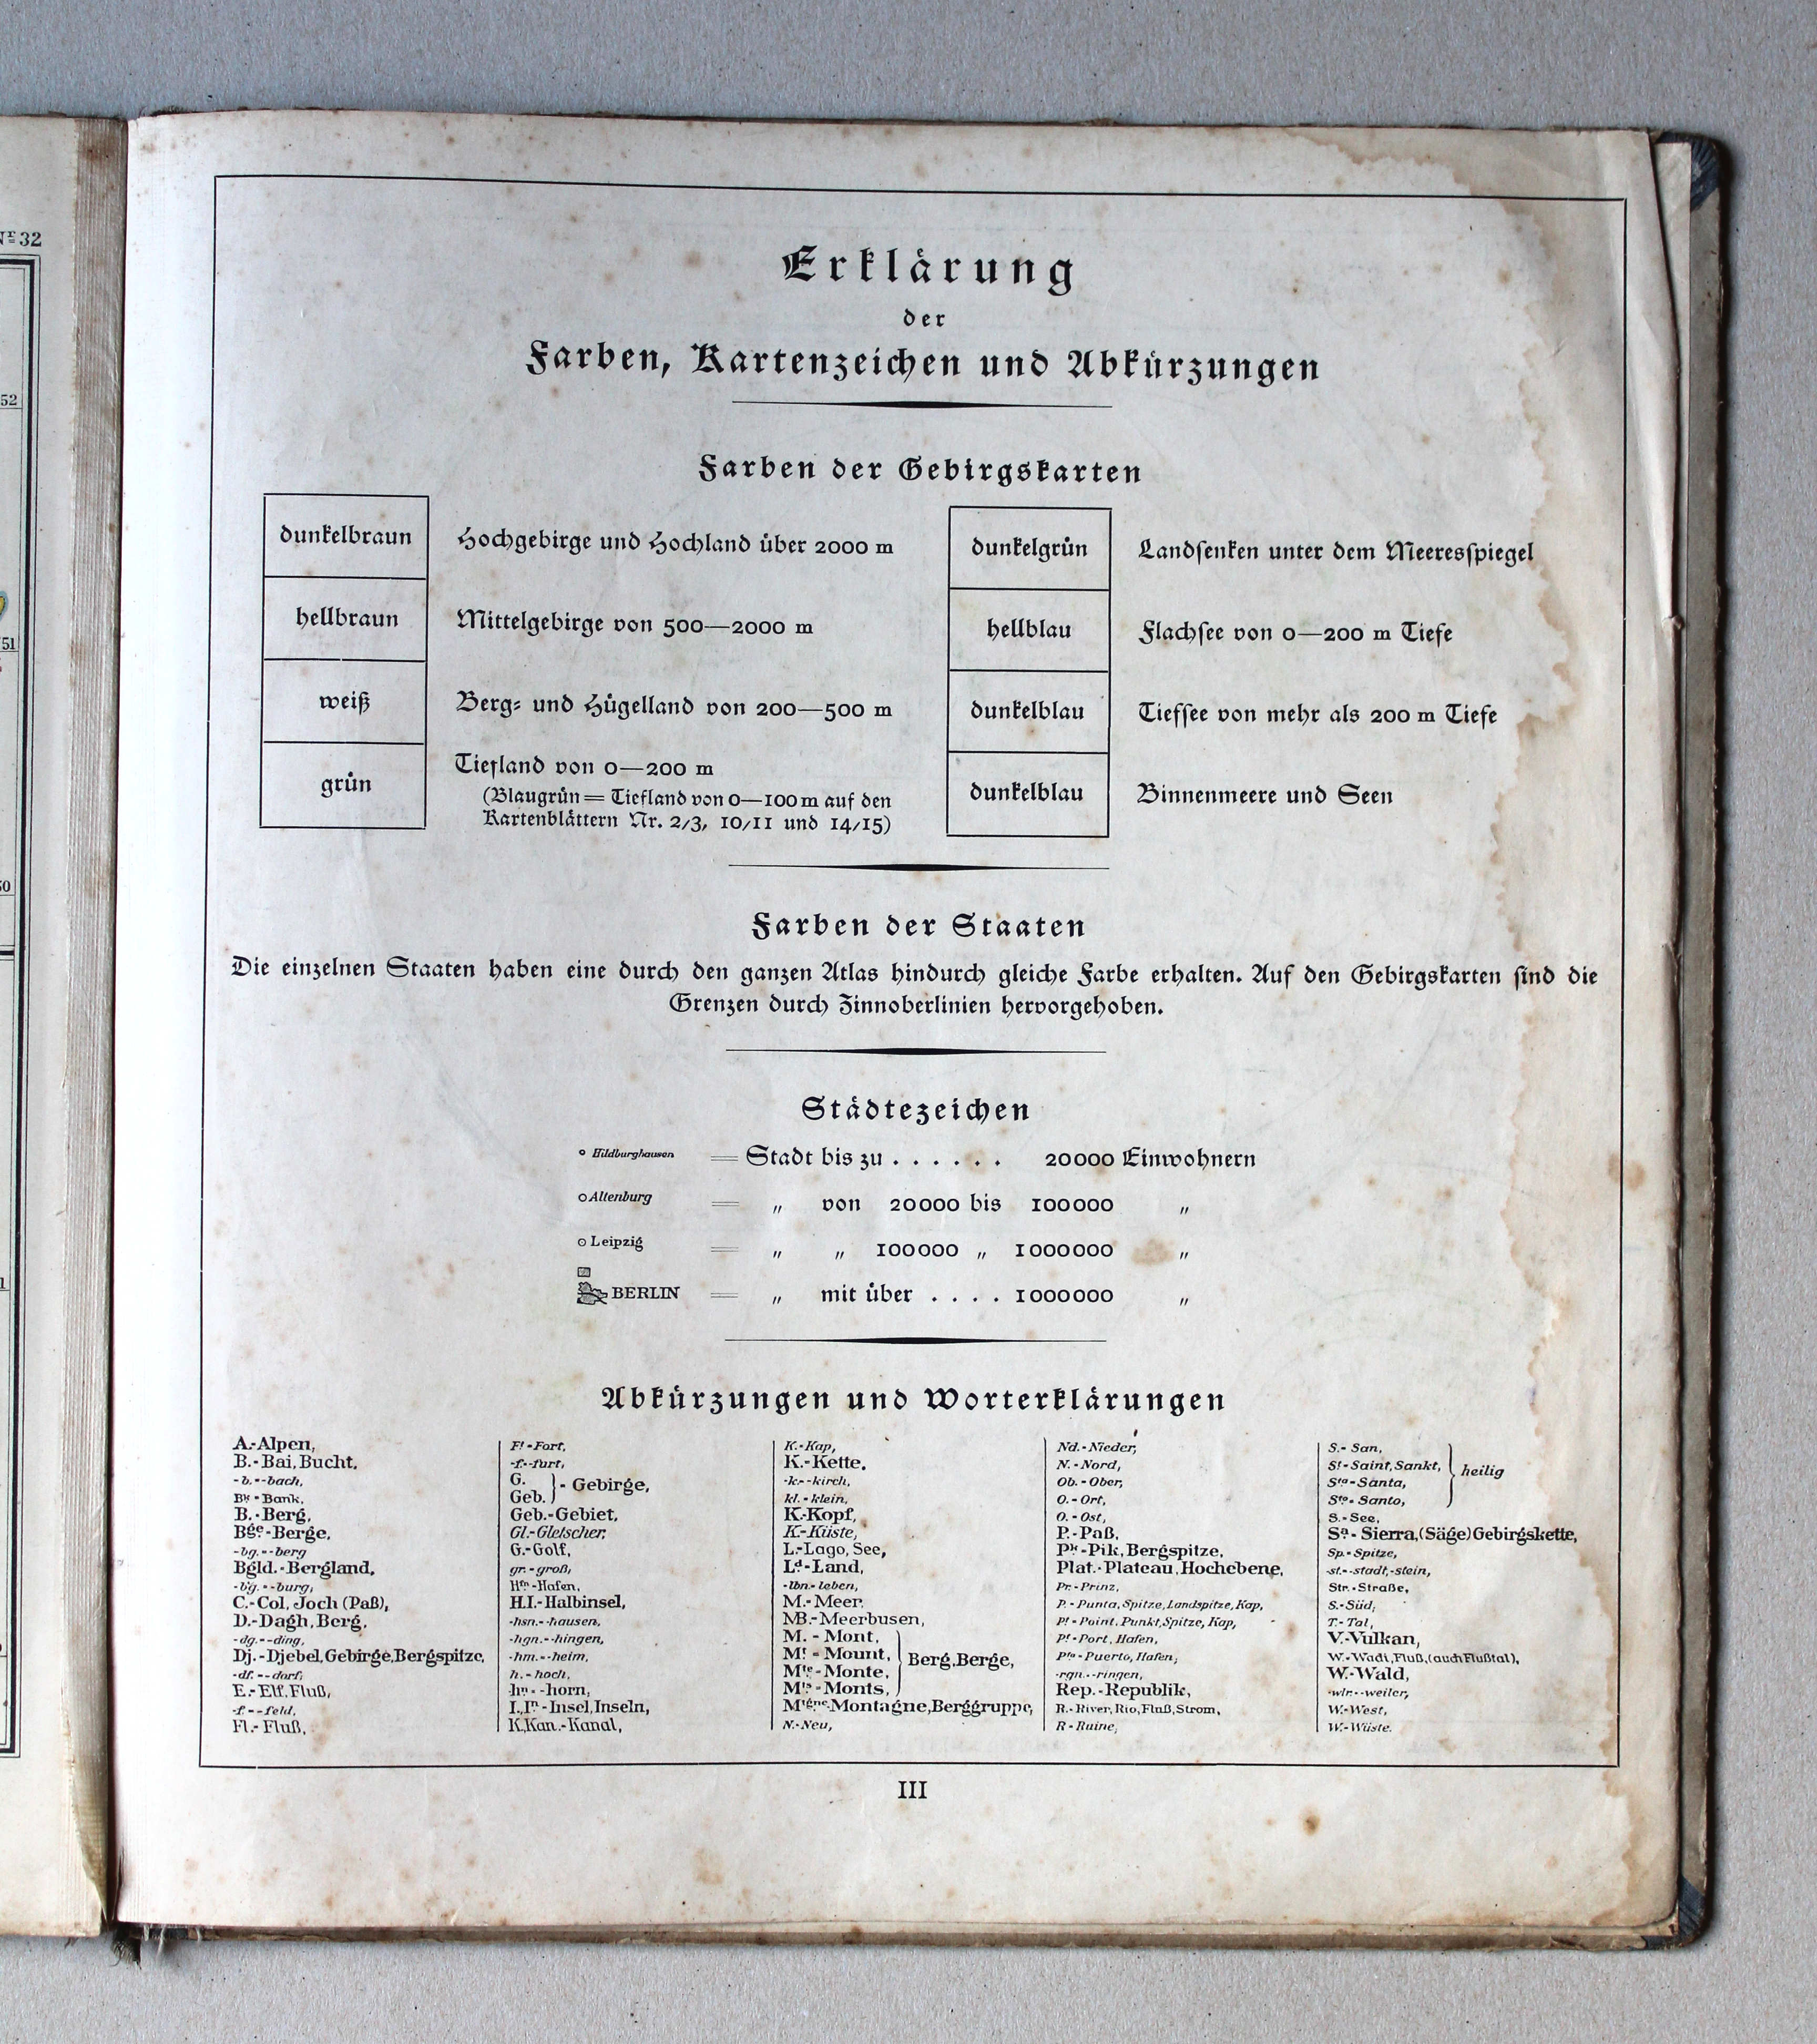 Nr 32
52
51
Erklärung
der
Farben, Kartenzeichen und Abkürzungen
Farben der Gebirgskarten
dunkelbraun Hochgebirge und Hochland über 2000 m
hellbraun Mittelgebirge von 500—2000 m
weiß Berg- und Hügelland von 200—500 m
grün Tiefland von 0—200 m
(Blaugrün = Tiefland von 0—100 m auf den
Kartenblättern Nr. 2/3, 10/11 und 14/15)
dunkelgrün Landsenken unter dem Meeresspiegel
hellblau Flachsee von 0—200 m Tiefe
dunkelblau Tiefsee von mehr als 200 m Tiefe
dunkelblau Binnenmeere und Seen
Farben der Staaten
Die einzelnen Staaten haben eine durch den ganzen Atlas hindurch gleiche Farbe erhalten. Auf den Gebirgskarten sind die
Grenzen durch Zinnoberlinien hervorgehoben.
Städtezeichen
Hildburghausen = Stadt bis zu . . . . . . 20000 Einwohnern
Altenburg = „ von 20000 bis 100000 „
Leipzig = „ „ 100000 „ 1000000 „
BERLIN = „ mit über . . . . 1000000 „
Abkürzungen und Worterklärungen
A.-Alpen,
B.-Bai, Bucht,
-b.--bach,
Bk-Bank,
B.-Berg,
Bge-Berge,
-bg.--berg
Bgld.-Bergland,
-bg.--burg,
C.-Col, Joch (Paß),
D.-Dagh, Berg,
-dg.--ding,
Dj.-Djebel, Gebirge, Bergspitze,
-df.--dorf,
E.-Elf, Fluß,
-f.--feld,
Fl.-Fluß,
Ft-Fort,
-f.--furt,
G.
Geb. } - Gebirge,
Geb.-Gebiet,
Gl.-Gletscher,
G.-Golf,
gr.-groß,
Hfn-Hafen,
H.I.-Halbinsel,
-hsn.--hausen,
-hgn.--hingen,
-hm.--heim,
h.-hoch,
-hn--horn,
I., In-Insel, Inseln,
K, Kan.-Kanal,
K.-Kap,
K.-Kette,
-k.--kirch,
kl.-klein,
K.-Kopf,
K.-Küste,
L.-Lago, See,
Ld-Land,
-lbn.-leben,
M.-Meer,
MB.-Meerbusen,
M.-Mont,
Mt-Mount,
Mte-Monte,
Mts-Monts,
} Berg, Berge,
Mtgne-Montagne, Berggruppe,
N.-Neu,
Nd.-Nieder,
N.-Nord,
Ob.-Ober,
O.-Ort,
O.-Ost,
P.-Paß,
Pk-Pik, Bergspitze,
Plat.-Plateau, Hochebene,
Pr.-Prinz,
P.-Punta, Spitze, Landspitze, Kap,
Pt-Point, Punkt, Spitze, Kap,
Pt-Port, Hafen,
Pto-Puerto, Hafen,
-rgn.--ringen,
Rep.-Republik,
R.-River, Rio, Fluß, Strom,
R-Ruine,
S.-San,
St-Saint, Sankt,
Sta-Santa,
Sto-Santo,
} heilig
S.-See,
Sa-Sierra, (Säge) Gebirgskette,
Sp.-Spitze,
-st.--stadt,-stein,
Str.-Straße,
S.-Süd,
T.-Tal,
V.-Vulkan,
W.-Wadi, Fluß, (auch Flußtal),
W.-Wald,
-wlr.--weiler,
W.-West,
W.-Wüste.
III